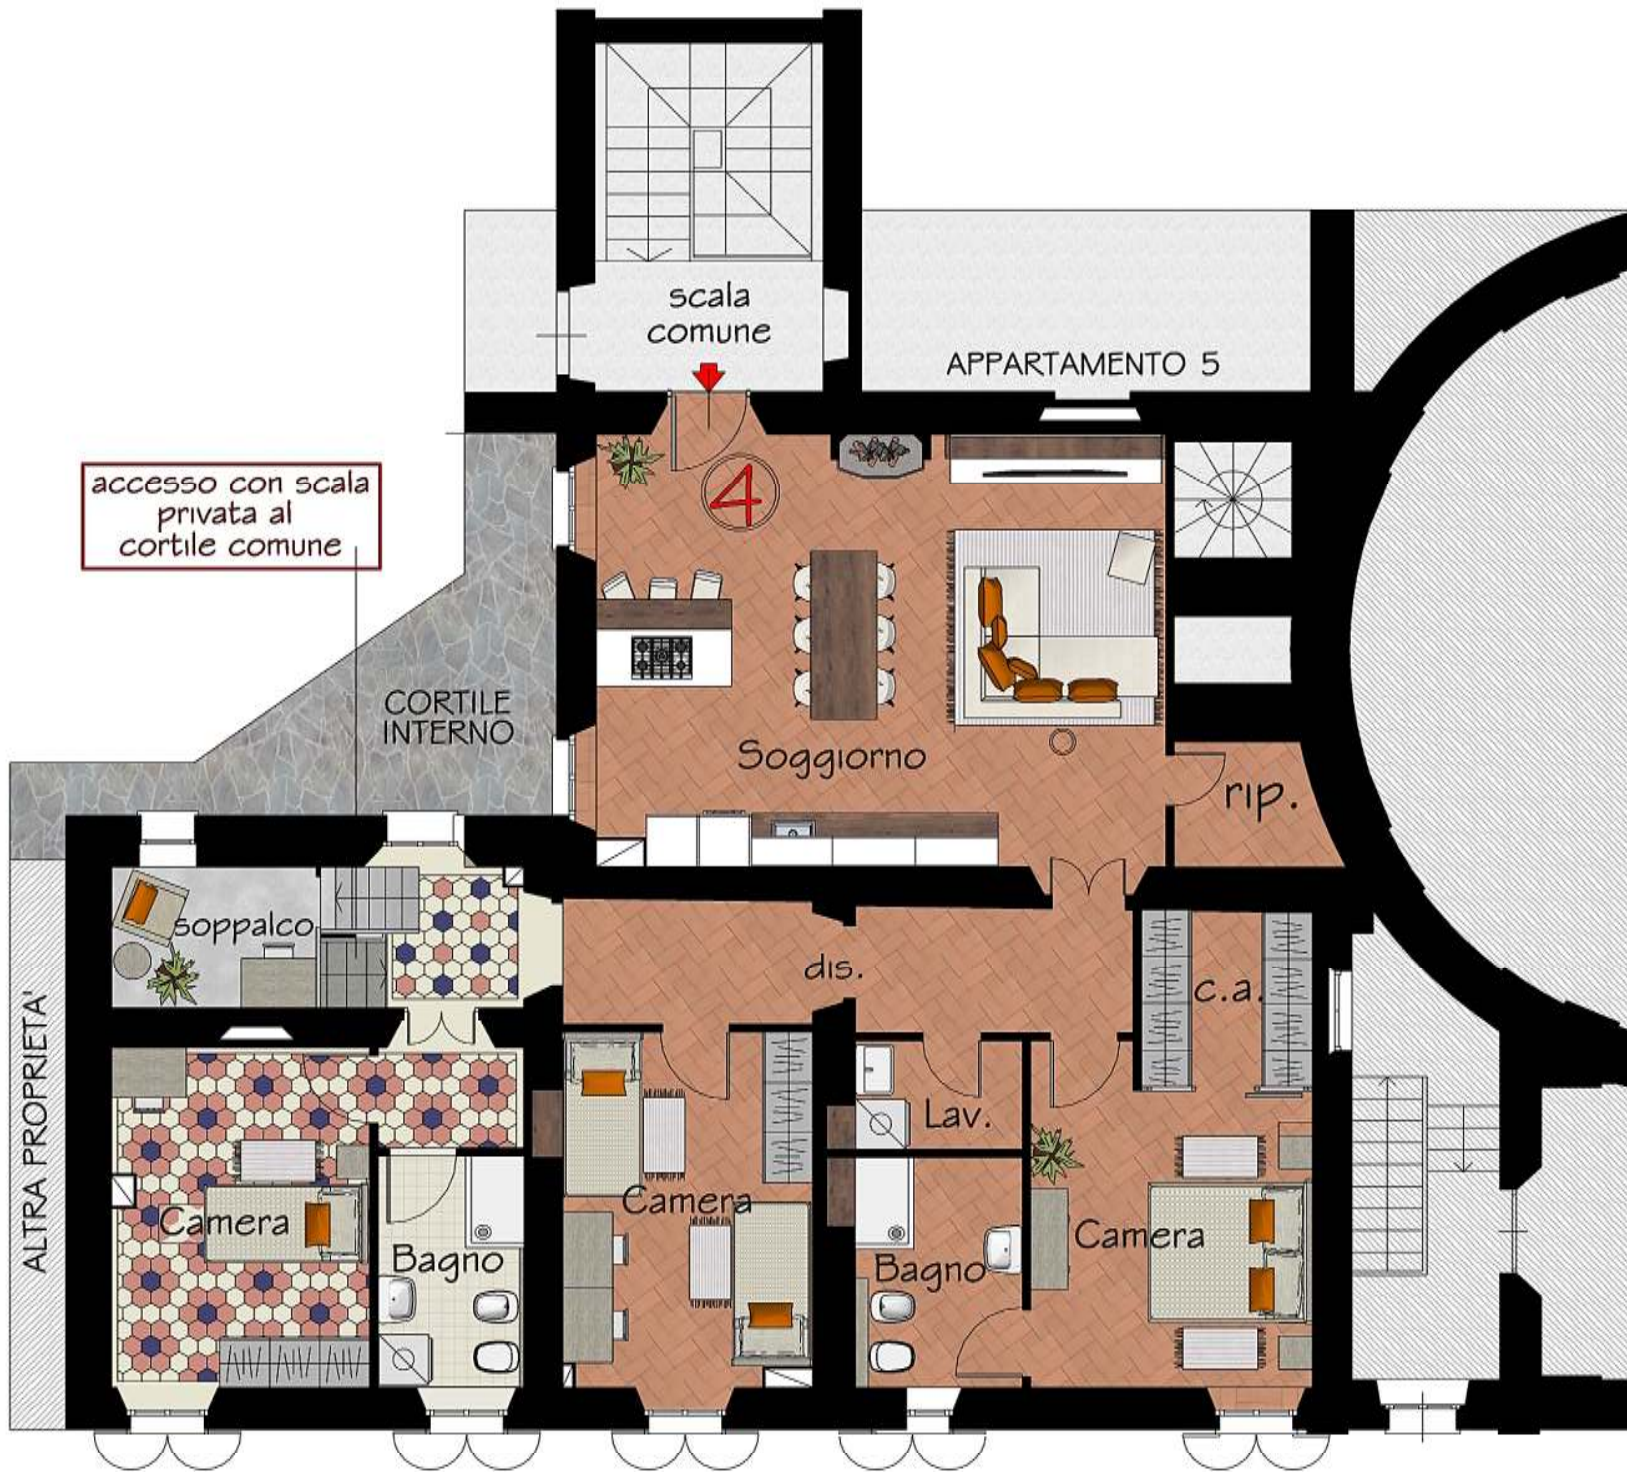 scala
comune
APPARTAMENTO 5
accesso con scala
privata al
cortile comune
4
CORTILE
INTERNO
Soggiorno
rip.
soppalco
dis.
c.a.
ALTRA PROPRIETA'
Lav.
Camera
Camera
Bagno
Bagno
Camera